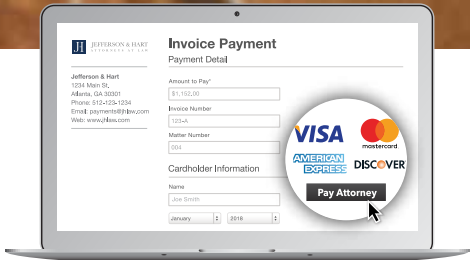 JH JEFFERSON & HART
ATTORNEYS AT LAW
Jefferson & Hart
1234 Main St,
Atlanta, GA 30301
Phone: 512-123-1234
Email: payments@jhlaw.com
Web: www.jhlaw.com
Invoice Payment
Payment Detail
Amount to Pay*
$1,152.00
Invoice Number
123-A
Matter Number
004
Cardholder Information
Name
Joe Smith
January 2018
VISA
mastercard
AMERICAN
EXPRESS
DISCOVER
Pay Attorney